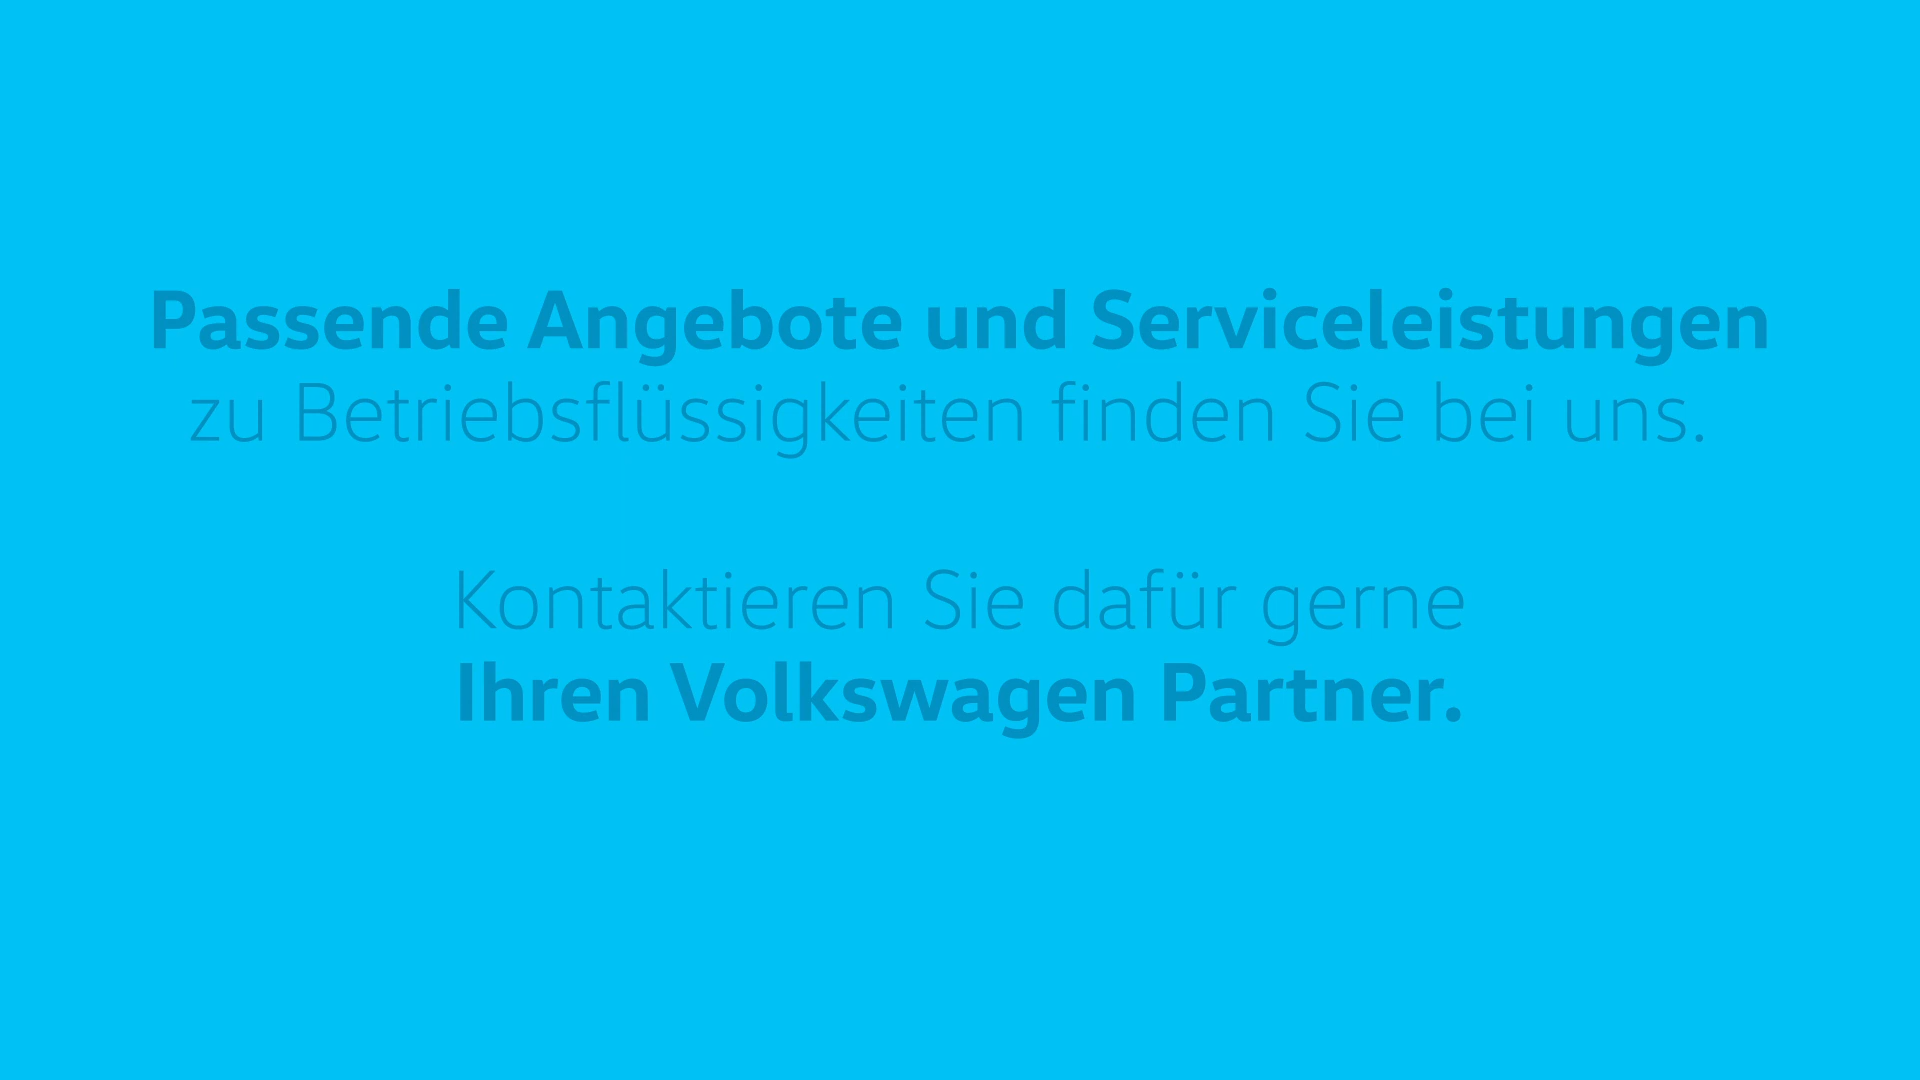 Passende Angebote und Serviceleistungen
zu Betriebsflüssigkeiten finden Sie bei uns.
Kontaktieren Sie dafür gerne
Ihren Volkswagen Partner.